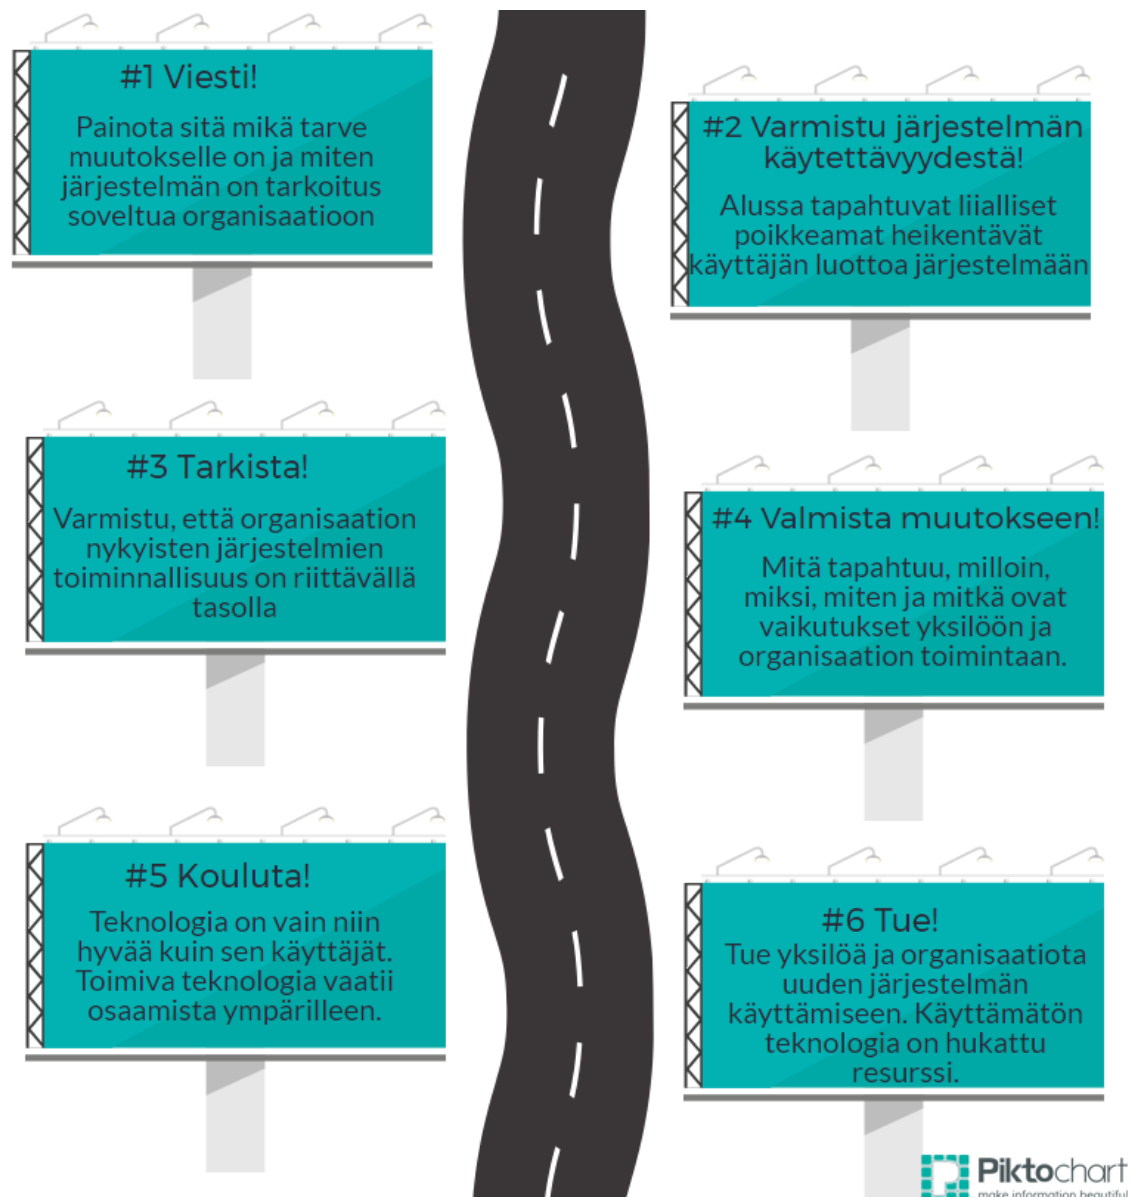 #1 Viesti!
Painota sitä mikä tarve
muutokselle on ja miten
järjestelmän on tarkoitus
soveltua organisaatioon
#2 Varmistu järjestelmän
käytettävyydestä!
Alussa tapahtuvat liialliset
poikkeamat heikentävät
käyttäjän luottoa järjestelmään
#3 Tarkista!
Varmistu, että organisaation
nykyisten järjestelmien
toiminnallisuus on riittävällä
tasolla
#4 Valmista muutokseen!
Mitä tapahtuu, milloin,
miksi, miten ja mitkä ovat
vaikutukset yksilöön ja
organisaation toimintaan.
#5 Kouluta!
Teknologia on vain niin
hyvää kuin sen käyttäjät.
Toimiva teknologia vaatii
osaamista ympärilleen.
#6 Tue!
Tue yksilöä ja organisaatiota
uuden järjestelmän
käyttämiseen. Käyttämätön
teknologia on hukattu
resurssi.
Piktochart
make information beautiful